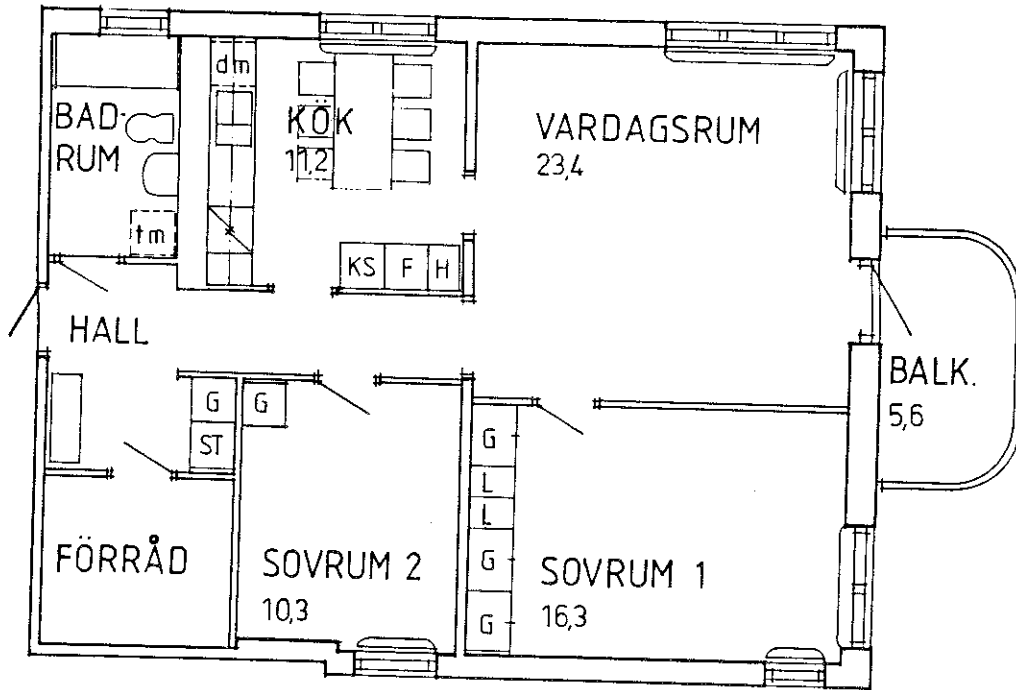 BAD-
RUM
dm
KÖK
11,2
VARDAGSRUM
23,4
tm
KS F H
HALL
BALK.
5,6
G
ST
G
G
L
L
G
G
FÖRRÅD
SOVRUM 2
10,3
SOVRUM 1
16,3